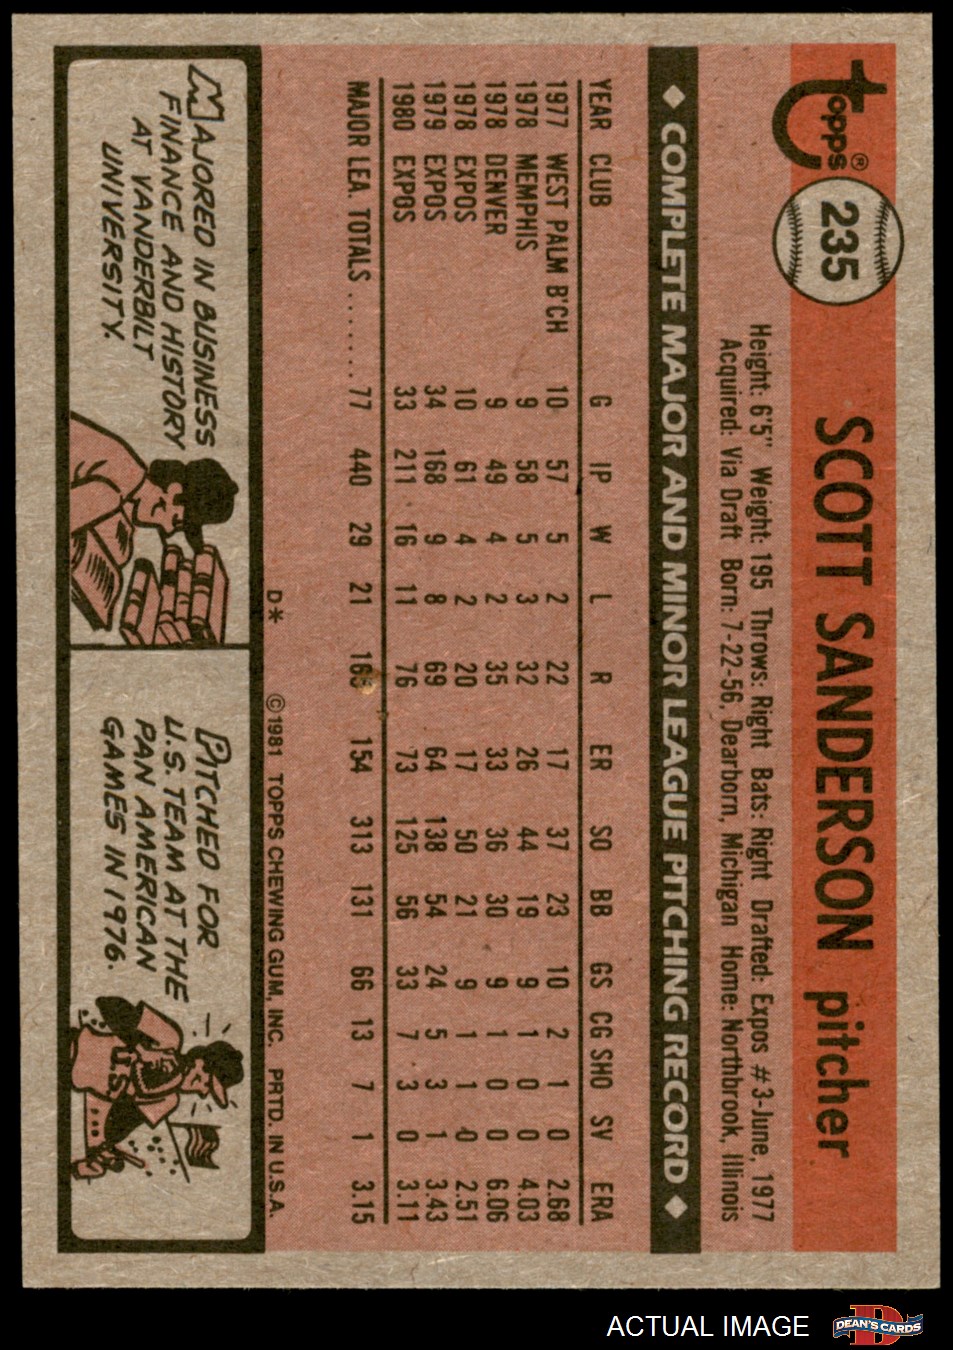 Topps®
235
SCOTT SANDERSON pitcher
Height: 6'5" Weight: 195 Throws: Right Bats: Right Drafted: Expos #3-June, 1977
Acquired: Via Draft Born: 7-22-56, Dearborn, Michigan Home: Northbrook, Illinois
◆ COMPLETE MAJOR AND MINOR LEAGUE PITCHING RECORD ◆
YEAR CLUB G IP W L R ER SO BB GS CG SHO SV ERA
1977 WEST PALM B'CH 10 57 5 2 22 17 37 23 10 2 1 0 2.68
1978 MEMPHIS 9 58 5 3 32 26 44 19 9 1 0 0 4.03
1978 DENVER 9 49 4 2 35 33 36 30 9 1 0 0 6.06
1978 EXPOS 10 61 4 2 20 17 50 21 9 1 1 0 2.51
1979 EXPOS 34 168 9 8 69 64 138 54 24 5 3 1 3.43
1980 EXPOS 33 211 16 11 76 73 125 56 33 7 3 0 3.11
MAJOR LEA. TOTALS ....... 77 440 29 21 154 313 131 66 13 7 1 3.15
D* ©1981 TOPPS CHEWING GUM, INC. PRTD. IN U.S.A.
MAJORED IN BUSINESS
FINANCE AND HISTORY
AT VANDERBILT
UNIVERSITY.
PITCHED FOR
U.S. TEAM AT THE
PAN AMERICAN
GAMES IN 1976.
U.S.
ACTUAL IMAGE
D
DEAN'S CARDS